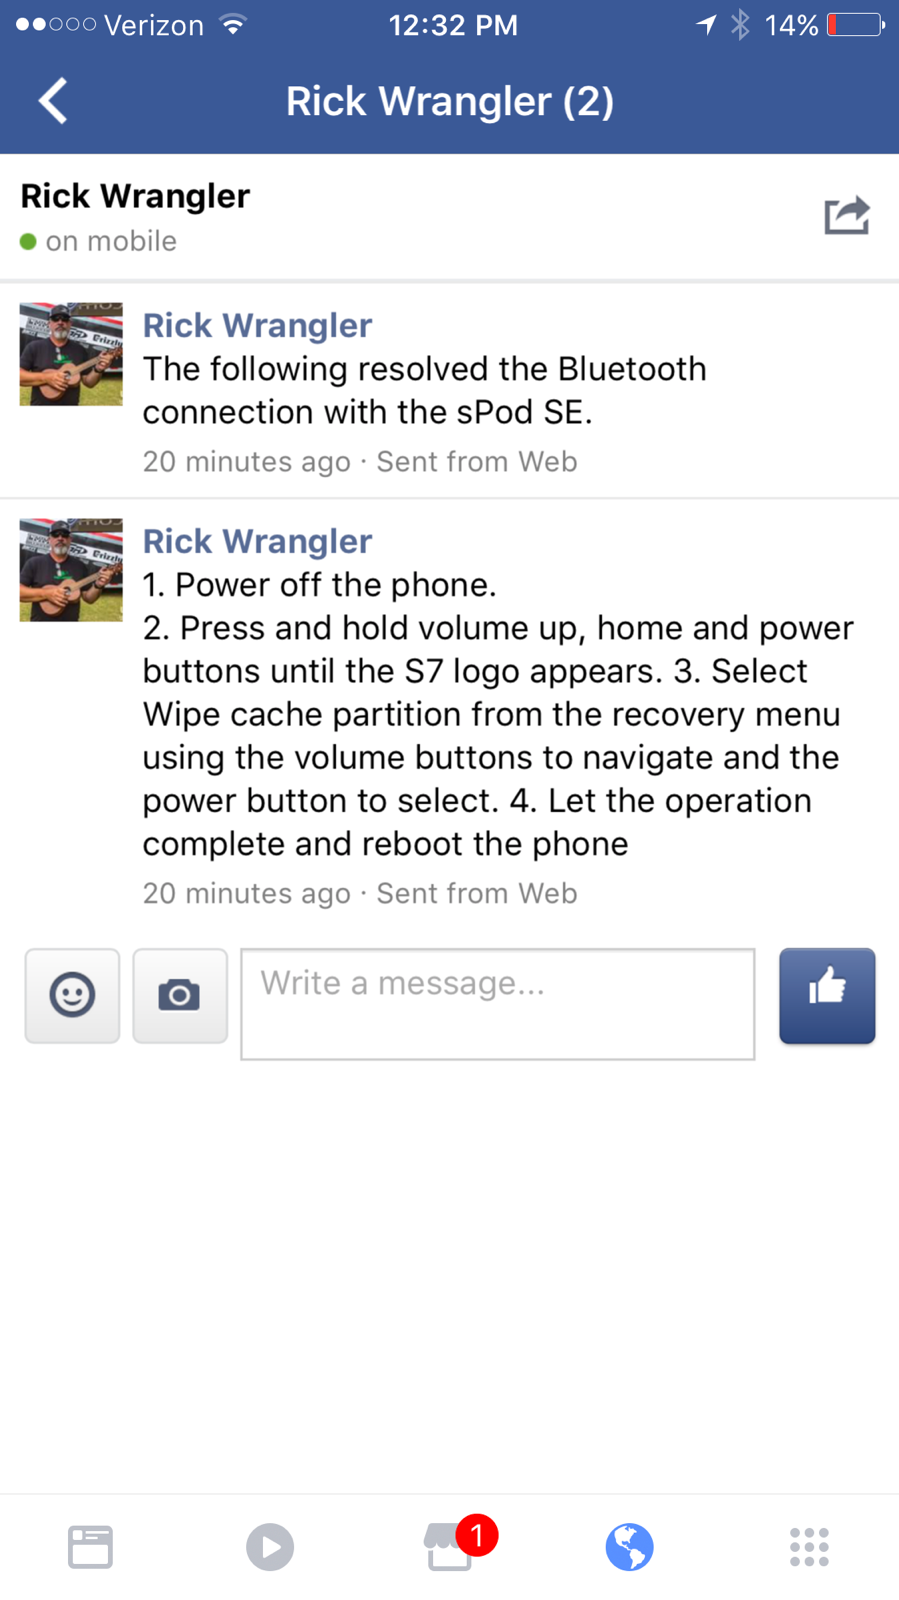 Verizon 12:32 PM 14%
Rick Wrangler (2)
Rick Wrangler
on mobile
Rick Wrangler
The following resolved the Bluetooth
connection with the sPod SE.
20 minutes ago · Sent from Web
Rick Wrangler
1. Power off the phone.
2. Press and hold volume up, home and power
buttons until the S7 logo appears. 3. Select
Wipe cache partition from the recovery menu
using the volume buttons to navigate and the
power button to select. 4. Let the operation
complete and reboot the phone
20 minutes ago · Sent from Web
Write a message...
1